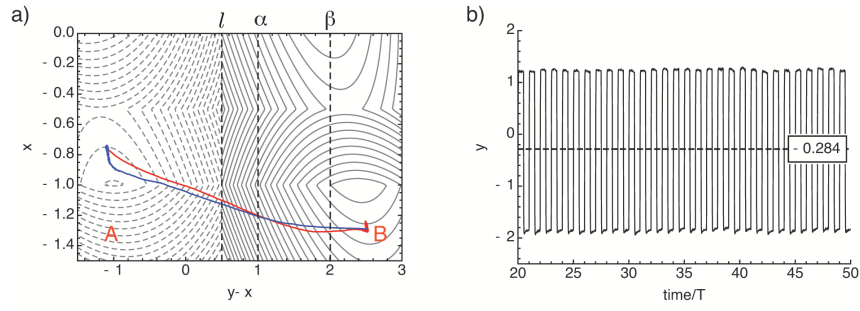 a)
l α β
0.0
- 0.2
- 0.4
- 0.6
- 0.8
- 1.0
- 1.2
- 1.4
x
A
B
- 1 0 1 2 3
y- x
b)
2
1
0
- 1
- 2
y
- 0.284
20 25 30 35 40 45 50
time/T